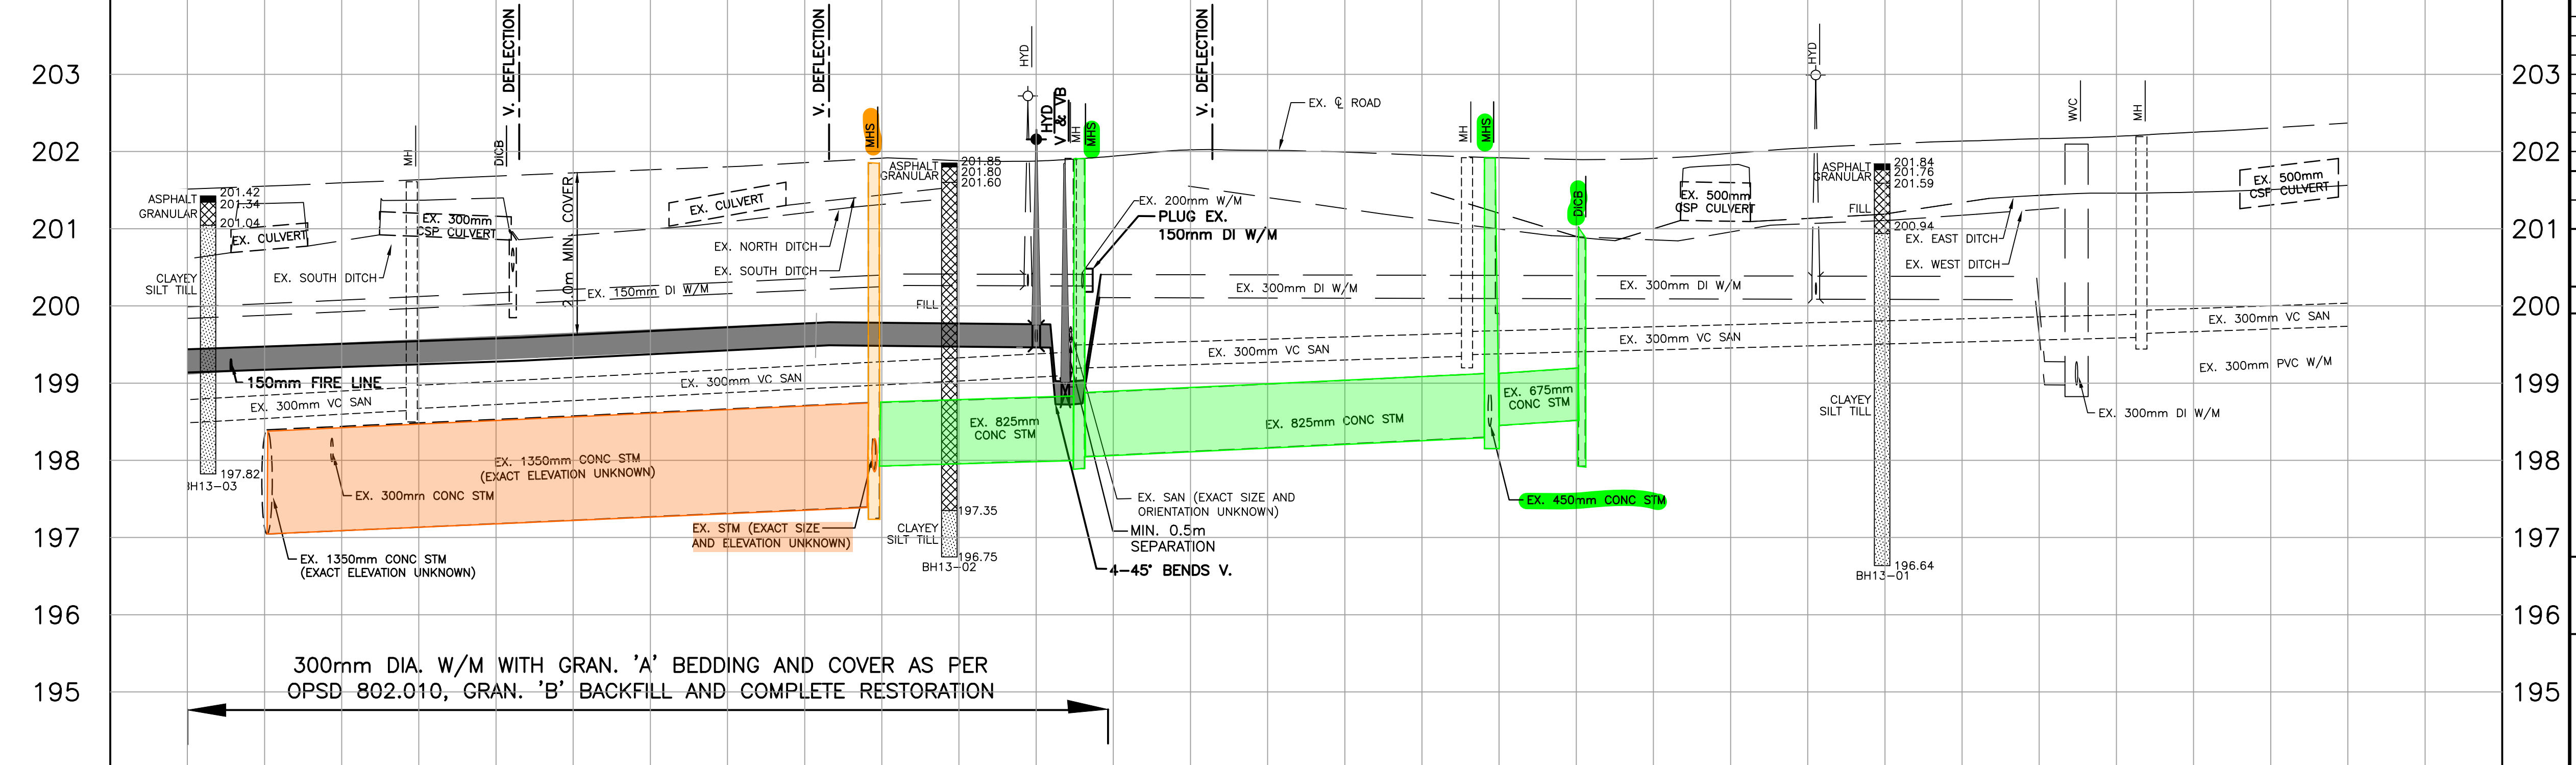 203
202
201
200
199
198
197
196
195
203
202
201
200
199
198
197
196
195
V. DEFLECTION
V. DEFLECTION
V. DEFLECTION
MH
DICB
MHS
HYD
HYD
V & VB
MH
MHS
MH
MHS
DICB
HYD
WVC
MH
EX. ℄ ROAD
ASPHALT
GRANULAR
201.42
201.34
201.04
CLAYEY
SILT TILL
197.82
BH13-03
EX. CULVERT
EX. 300mm
CSP CULVERT
EX. SOUTH DITCH
2.0m MIN. COVER
EX. CULVERT
EX. NORTH DITCH
EX. SOUTH DITCH
EX. 150mm DI W/M
150mm FIRE LINE
EX. 300mm VC SAN
EX. 300mm VC SAN
EX. 1350mm CONC STM
(EXACT ELEVATION UNKNOWN)
EX. 300mm CONC STM
EX. 1350mm CONC STM
(EXACT ELEVATION UNKNOWN)
EX. STM (EXACT SIZE
AND ELEVATION UNKNOWN)
ASPHALT
GRANULAR
201.85
201.80
201.60
FILL
197.35
CLAYEY
SILT TILL
196.75
BH13-02
EX. 825mm
CONC STM
M
EX. 200mm W/M
PLUG EX.
150mm DI W/M
EX. 300mm DI W/M
EX. 300mm VC SAN
EX. 825mm CONC STM
EX. SAN (EXACT SIZE AND
ORIENTATION UNKNOWN)
MIN. 0.5m
SEPARATION
4-45° BENDS V.
EX. 675mm
CONC STM
EX. 450mm CONC STM
EX. 300mm DI W/M
EX. 300mm VC SAN
EX. 500mm
CSP CULVERT
ASPHALT
GRANULAR
201.84
201.76
201.59
FILL
200.94
EX. EAST DITCH
EX. WEST DITCH
CLAYEY
SILT TILL
196.64
BH13-01
EX. 500mm
CSP CULVERT
EX. 300mm VC SAN
EX. 300mm PVC W/M
EX. 300mm DI W/M
300mm DIA. W/M WITH GRAN. 'A' BEDDING AND COVER AS PER
OPSD 802.010, GRAN. 'B' BACKFILL AND COMPLETE RESTORATION